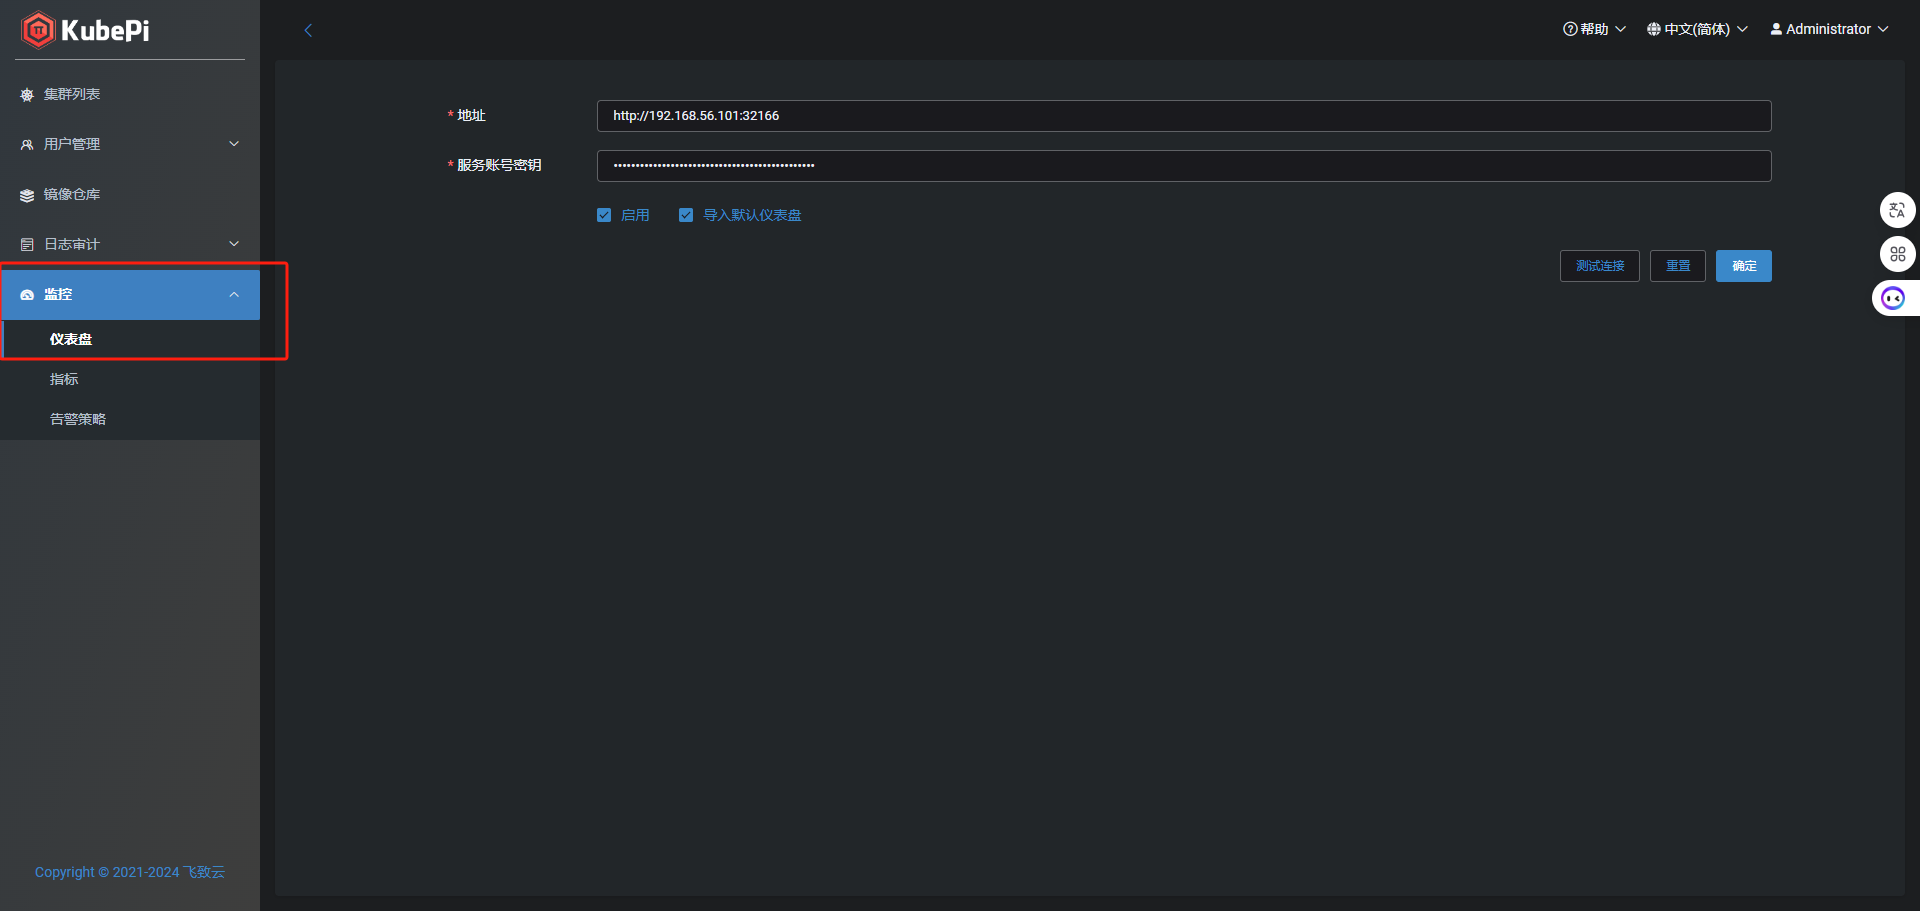 KubePi
帮助 中文(简体) Administrator
集群列表
用户管理
镜像仓库
日志审计
监控
仪表盘
指标
告警策略
Copyright © 2021-2024 飞致云
* 地址 http://192.168.56.101:32166
* 服务账号密钥 ••••••••••••••••••••••••••••••••••••••••••••••
启用 导入默认仪表盘
测试连接 重置 确定